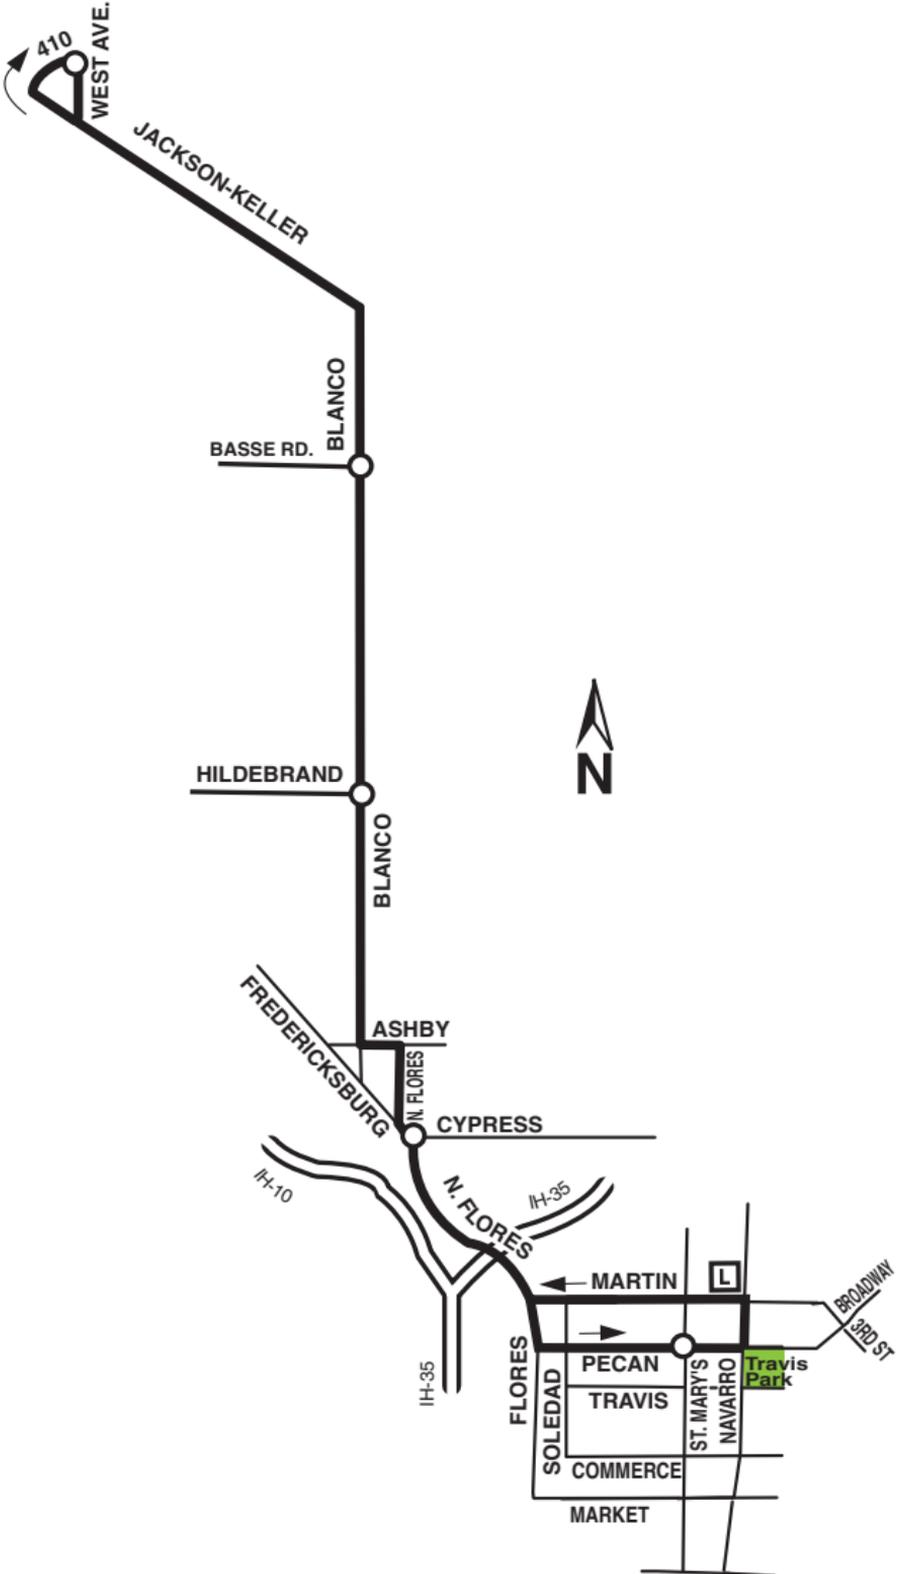 410
WEST AVE.
JACKSON-KELLER
BLANCO
BASSE RD.
N
HILDEBRAND
BLANCO
FREDERICKSBURG
ASHBY
N. FLORES
CYPRESS
IH-10
N. FLORES
IH-35
L
MARTIN
BROADWAY
3RD ST
FLORES
PECAN
Travis
Park
IH-35
SOLEDAD
TRAVIS
ST. MARY'S
NAVARRO
COMMERCE
MARKET